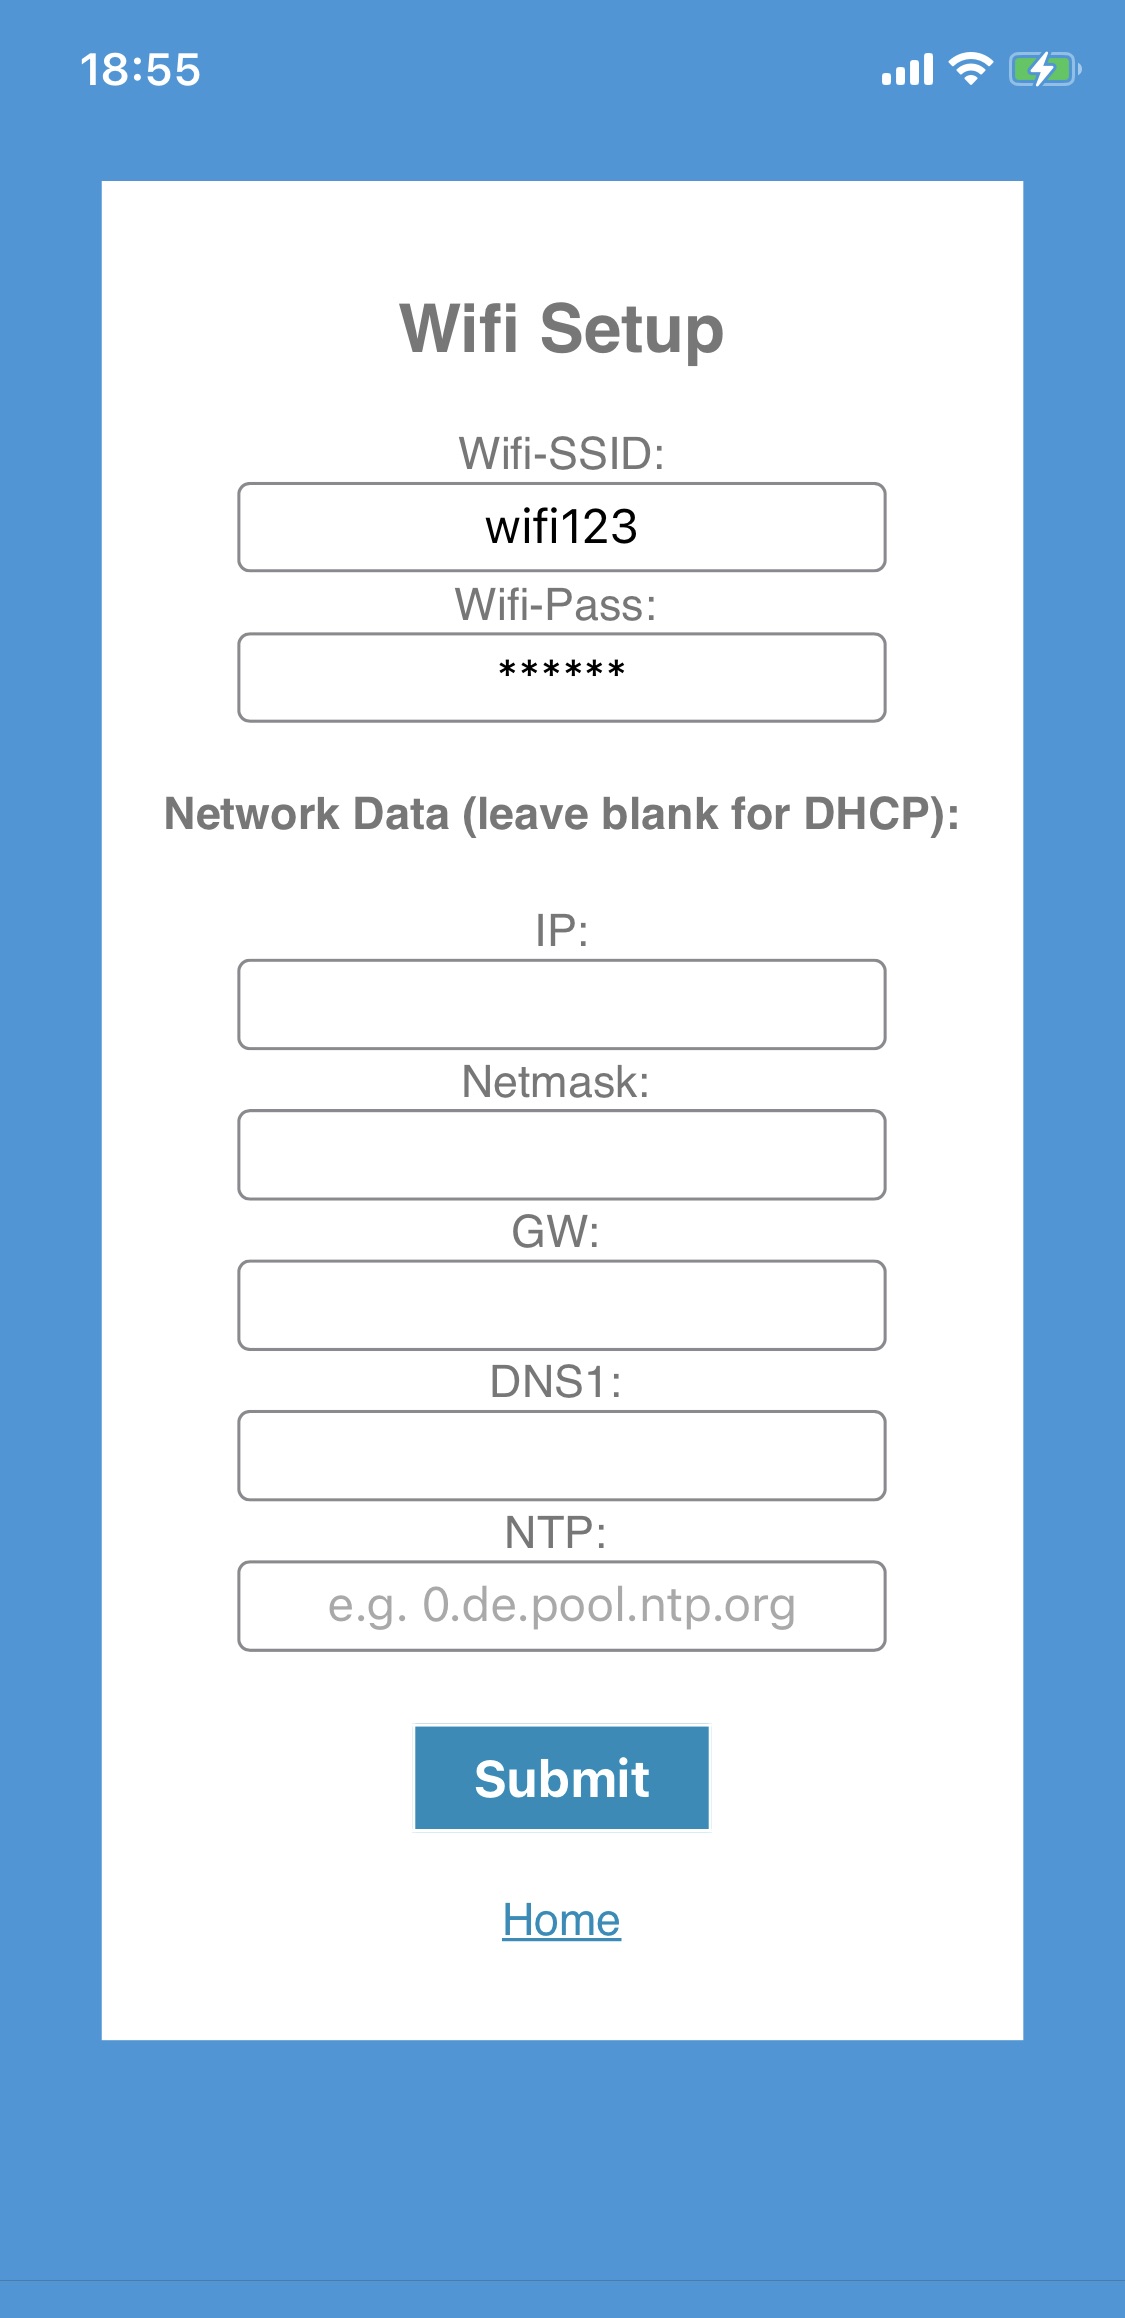 18:55
Wifi Setup
Wifi-SSID:
wifi123
Wifi-Pass:
******
Network Data (leave blank for DHCP):
IP:
Netmask:
GW:
DNS1:
NTP:
e.g. 0.de.pool.ntp.org
Submit
Home